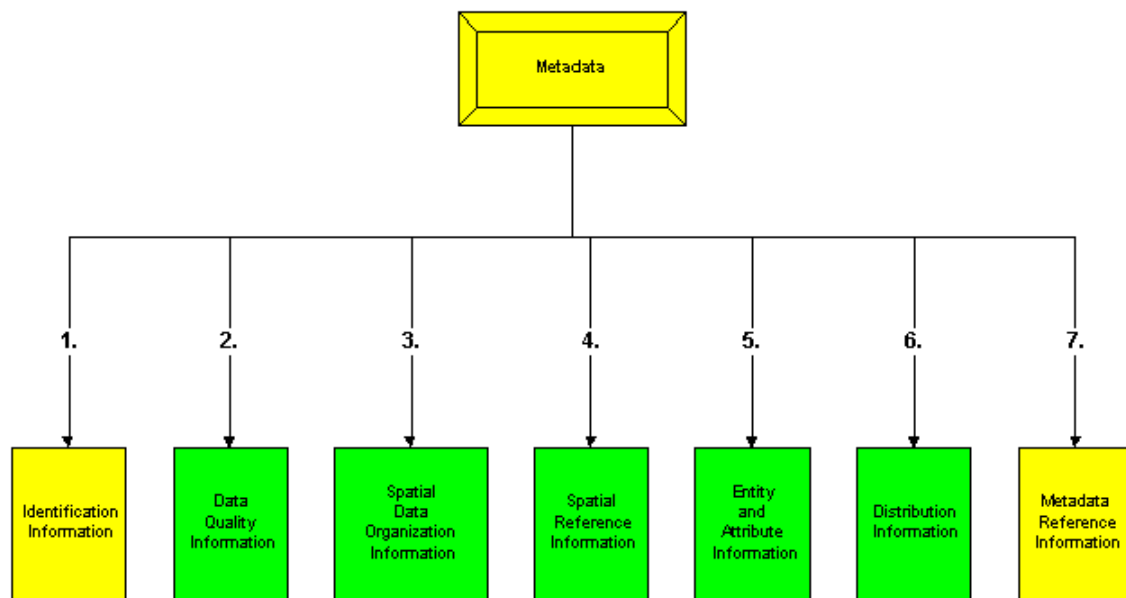 Metadata
1.
2.
3.
4.
5.
6.
7.
Identification
Information
Data
Quality
Information
Spatial
Data
Organization
Information
Spatial
Reference
Information
Entity
and
Attribute
Information
Distribution
Information
Metadata
Reference
Information